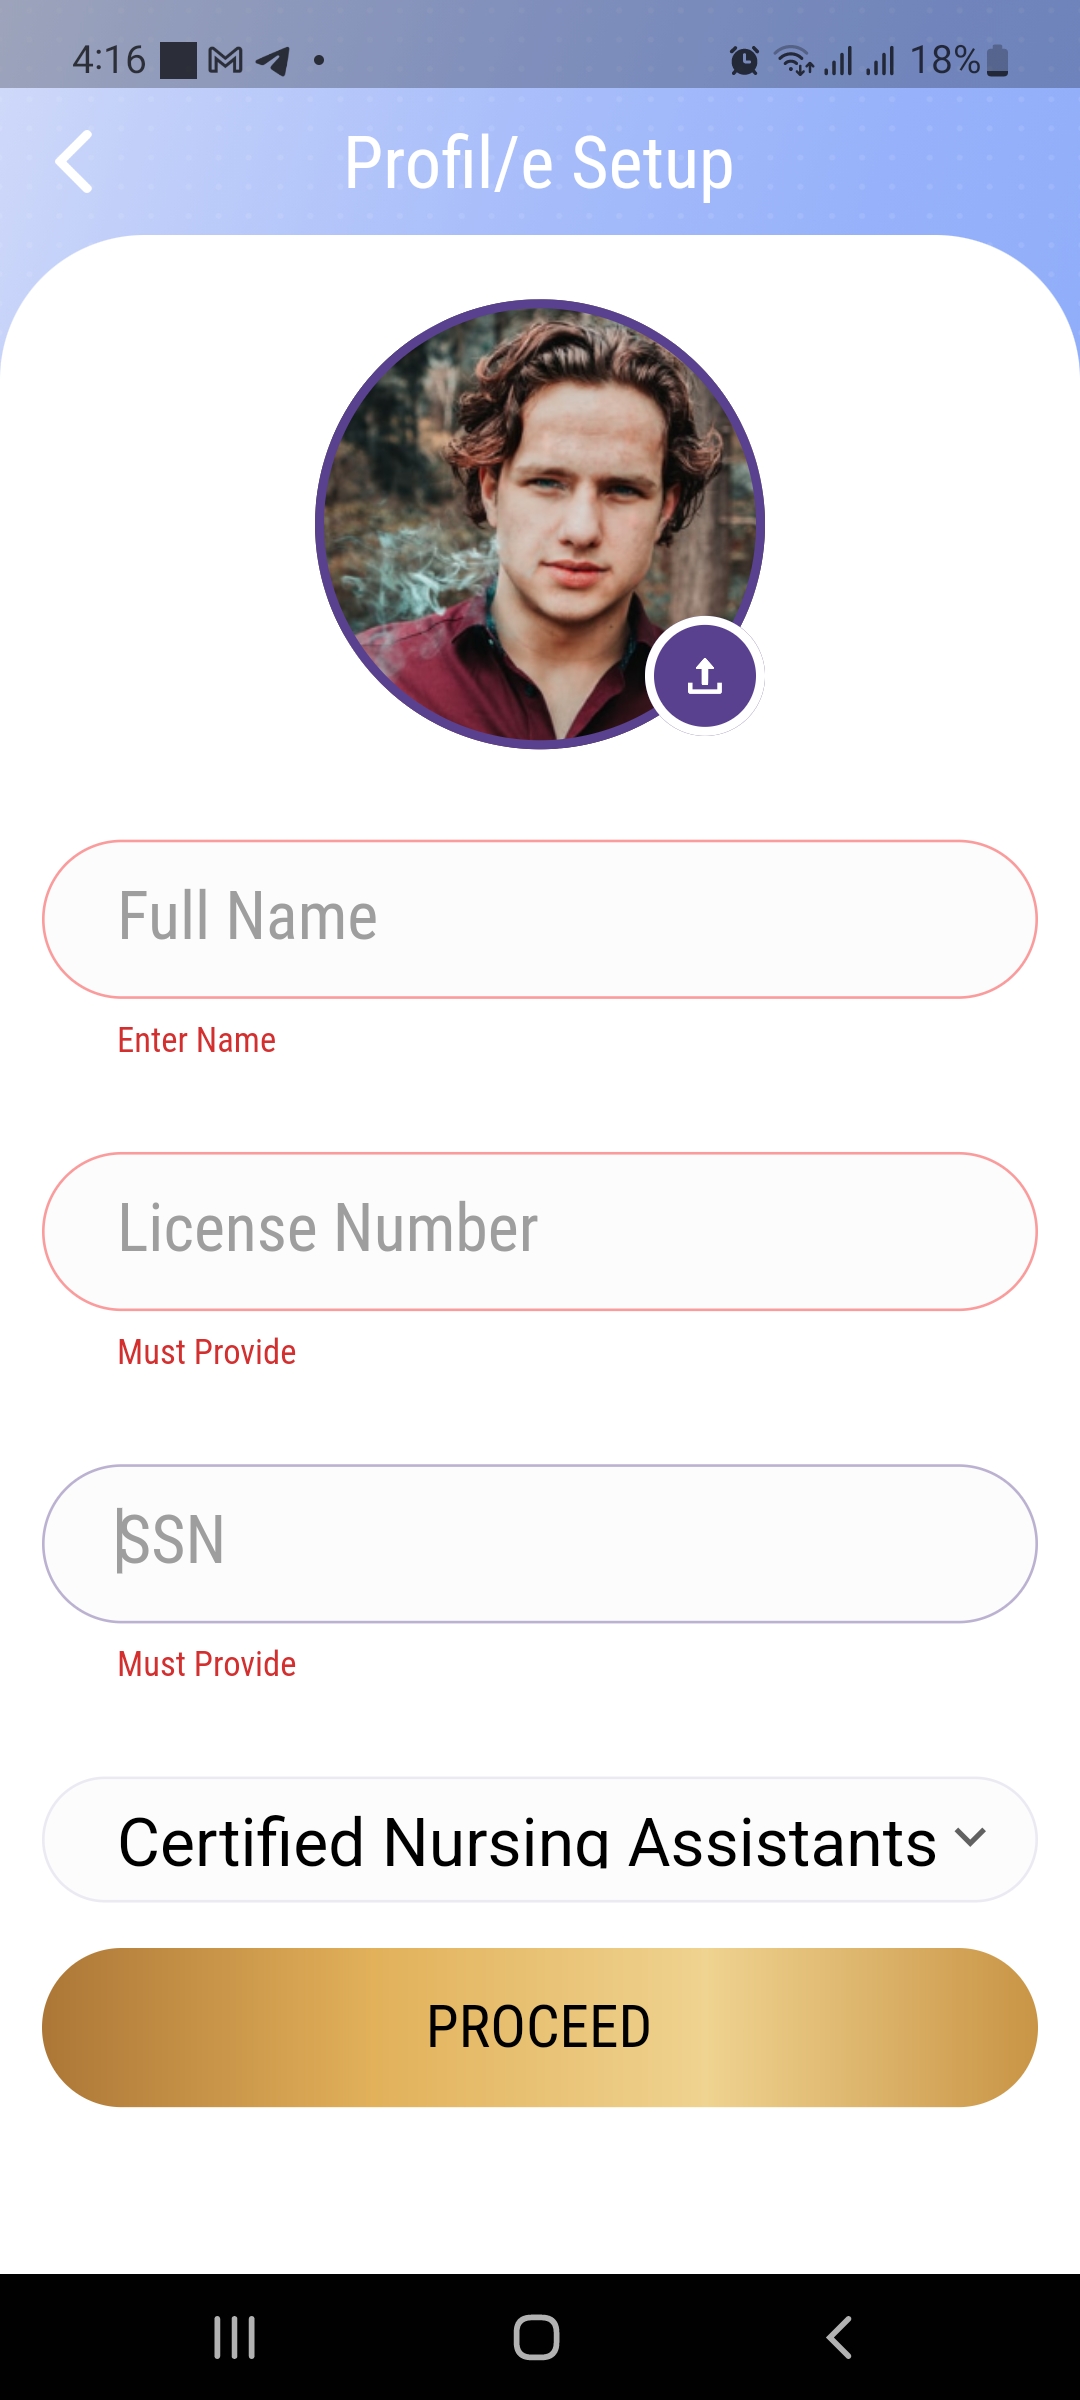 4:16 18%
Profil/e Setup
Full Name
Enter Name
License Number
Must Provide
SSN
Must Provide
Certified Nursing Assistants
PROCEED